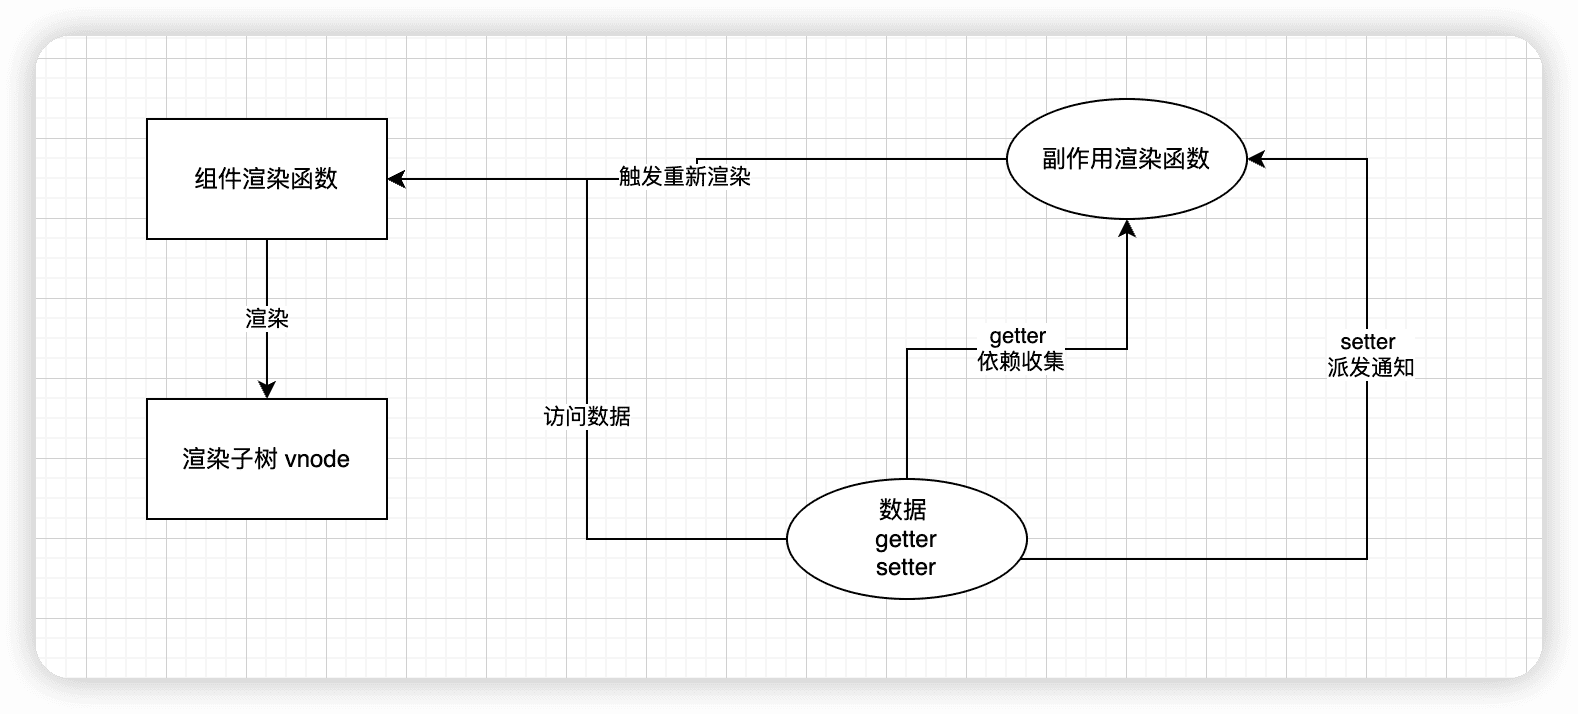 组件渲染函数
触发重新渲染
副作用渲染函数
渲染
getter
依赖收集
setter
派发通知
访问数据
渲染子树 vnode
数据
getter
setter